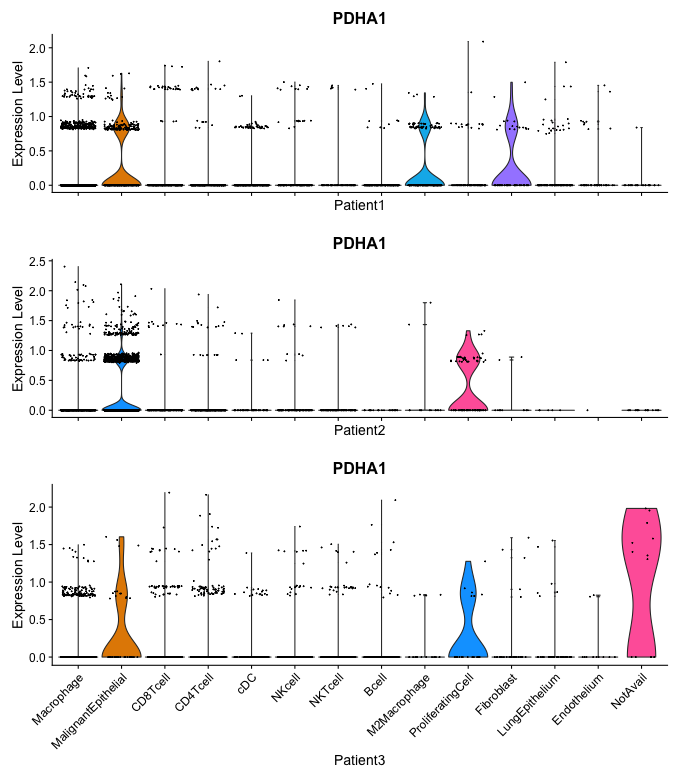 PDHA1
Expression Level
2.0
1.5
1.0
0.5
0.0
Patient1
PDHA1
Expression Level
2.5
2.0
1.5
1.0
0.5
0.0
Patient2
PDHA1
Expression Level
2.0
1.5
1.0
0.5
0.0
Macrophage
MalignantEpithelial
CD8Tcell
CD4Tcell
cDC
NKcell
NKTcell
Bcell
M2Macrophage
ProliferatingCell
Fibroblast
LungEpithelium
Endothelium
NotAvail
Patient3